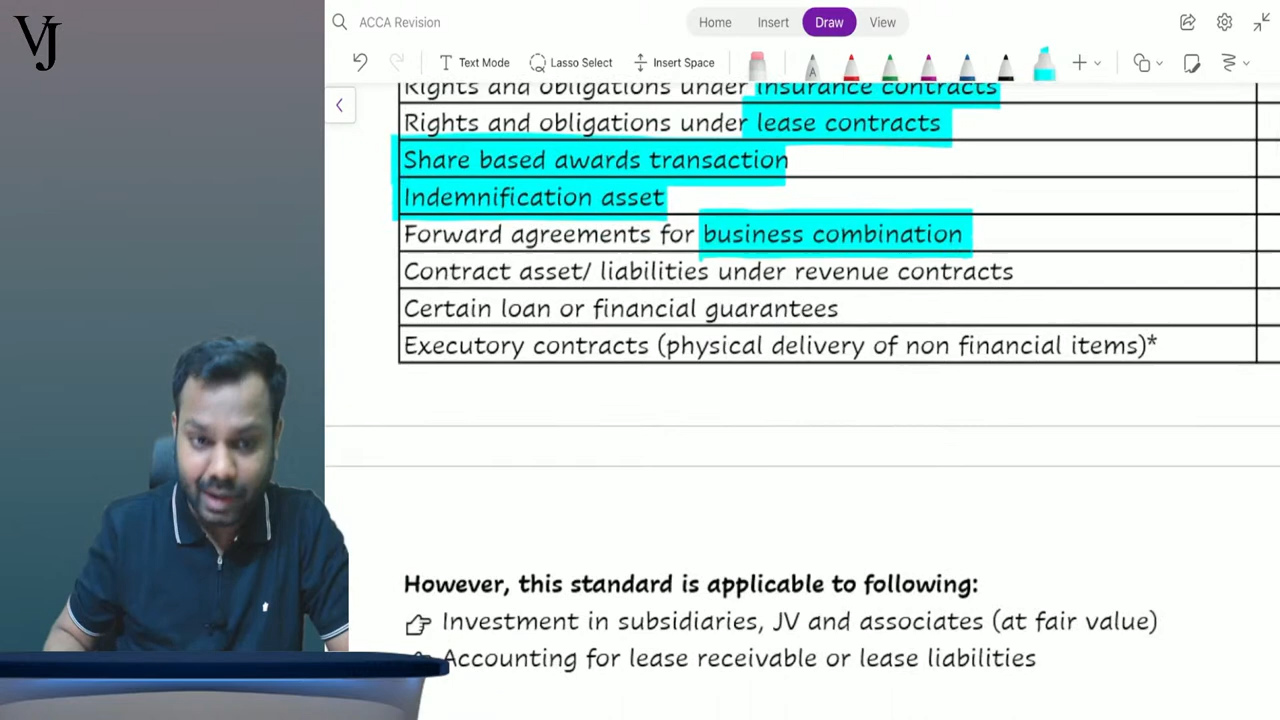 VJ
ACCA Revision
Home Insert Draw View
Text Mode Lasso Select Insert Space
Rights and obligations under insurance contracts
Rights and obligations under lease contracts
Share based awards transaction
Indemnification asset
Forward agreements for business combination
Contract asset/ liabilities under revenue contracts
Certain loan or financial guarantees
Executory contracts (physical delivery of non financial items)*
However, this standard is applicable to following:
Investment in subsidiaries, JV and associates (at fair value)
Accounting for lease receivable or lease liabilities